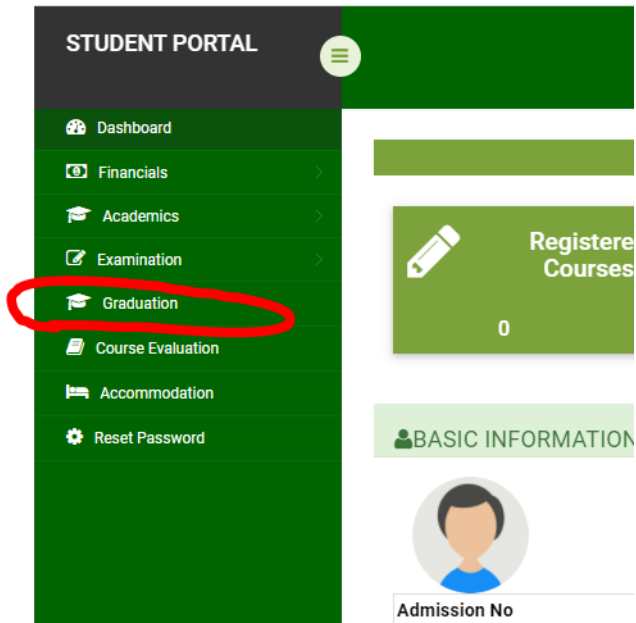 STUDENT PORTAL
Dashboard
Financials
Academics
Examination
Graduation
Course Evaluation
Accommodation
Reset Password
Registere
Courses
0
BASIC INFORMATION
Admission No